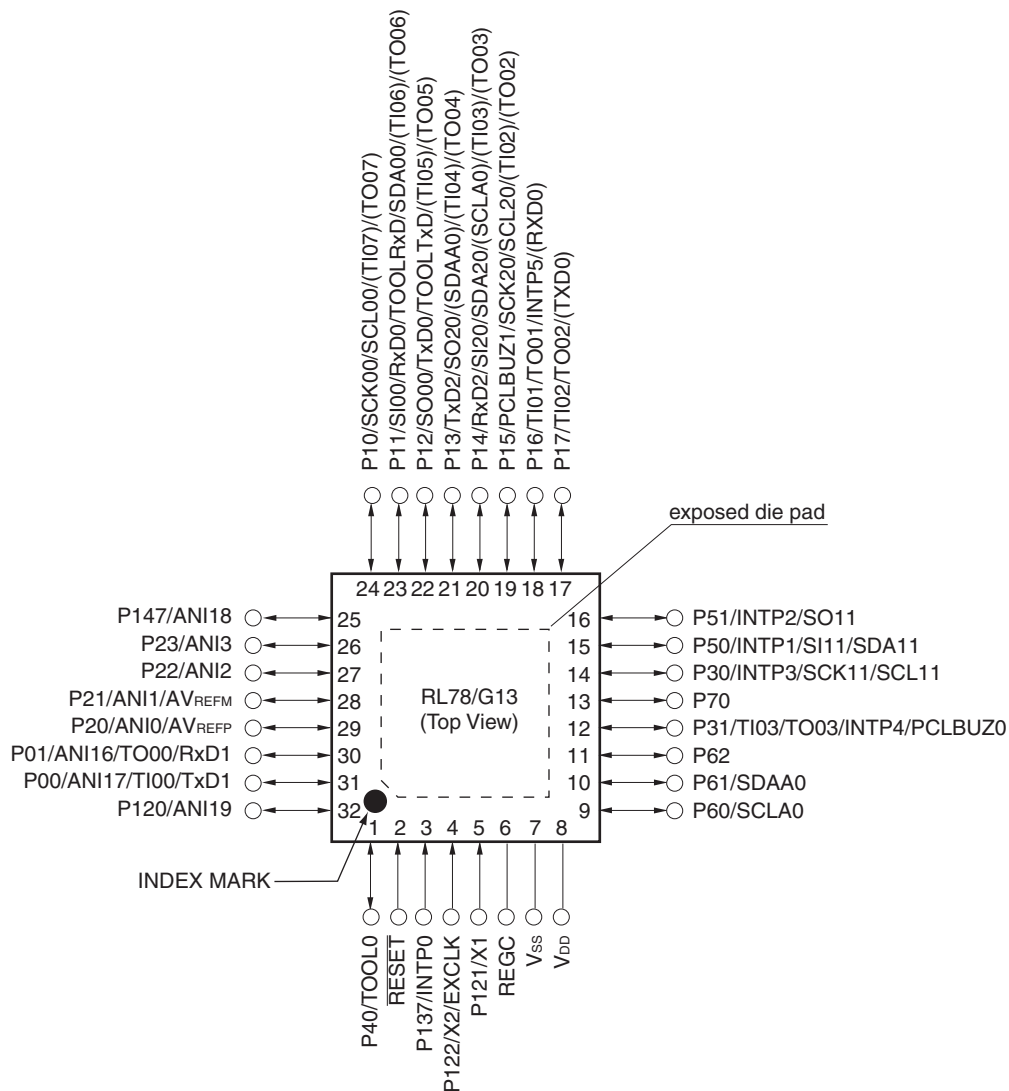 P10/SCK00/SCL00/(TI07)/(TO07)
P11/SI00/RxD0/TOOLRxD/SDA00/(TI06)/(TO06)
P12/SO00/TxD0/TOOLTxD/(TI05)/(TO05)
P13/TxD2/SO20/(SDAA0)/(TI04)/(TO04)
P14/RxD2/SI20/SDA20/(SCLA0)/(TI03)/(TO03)
P15/PCLBUZ1/SCK20/SCL20/(TI02)/(TO02)
P16/TI01/TO01/INTP5/(RXD0)
P17/TI02/TO02/(TXD0)
exposed die pad
24 23 22 21 20 19 18 17
P147/ANI18 25
P23/ANI3 26
P22/ANI2 27
P21/ANI1/AVREFM 28
P20/ANI0/AVREFP 29
P01/ANI16/TO00/RxD1 30
P00/ANI17/TI00/TxD1 31
P120/ANI19 32
RL78/G13
(Top View)
16 P51/INTP2/SO11
15 P50/INTP1/SI11/SDA11
14 P30/INTP3/SCK11/SCL11
13 P70
12 P31/TI03/TO03/INTP4/PCLBUZ0
11 P62
10 P61/SDAA0
9 P60/SCLA0
1 2 3 4 5 6 7 8
INDEX MARK
P40/TOOL0
RESET
P137/INTP0
P122/X2/EXCLK
P121/X1
REGC
VSS
VDD